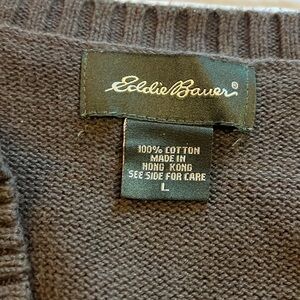 Eddie Bauer®
100% COTTON
MADE IN
HONG KONG
SEE SIDE FOR CARE
L